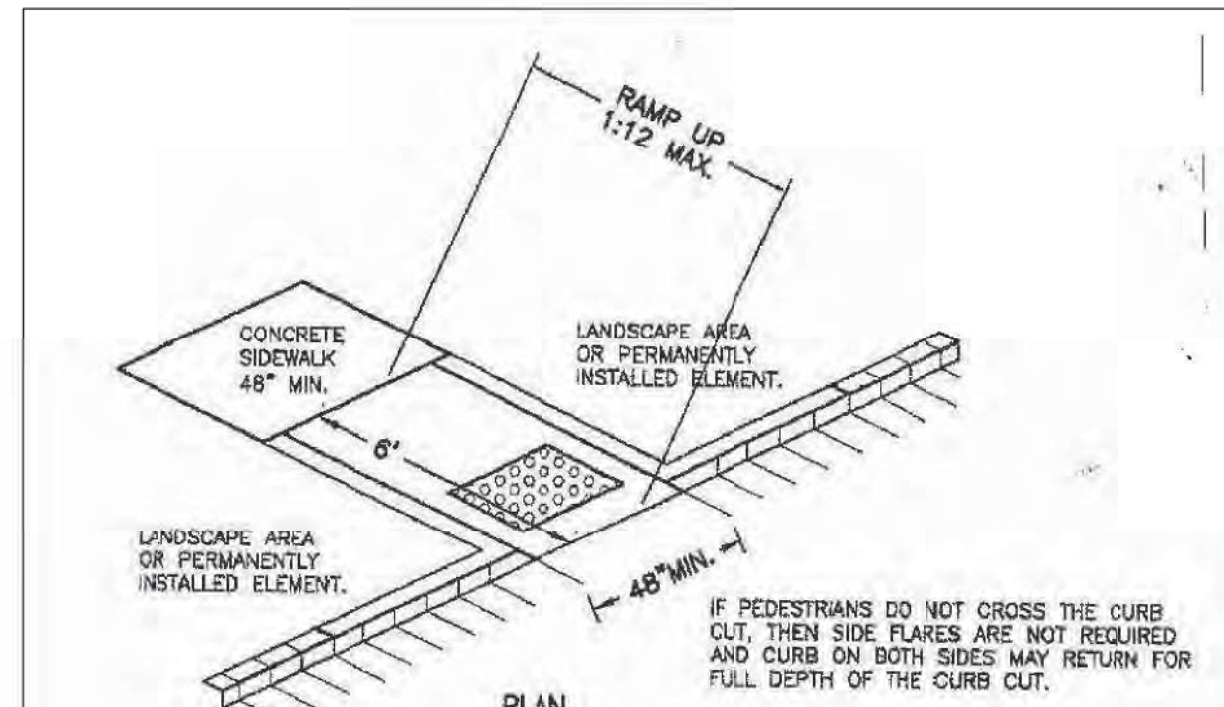 RAMP UP
1:12 MAX.
CONCRETE
SIDEWALK
48" MIN.
LANDSCAPE AREA
OR PERMANENTLY
INSTALLED ELEMENT.
6'
LANDSCAPE AREA
OR PERMANENTLY
INSTALLED ELEMENT.
48" MIN.
IF PEDESTRIANS DO NOT CROSS THE CURB
CUT, THEN SIDE FLARES ARE NOT REQUIRED
AND CURB ON BOTH SIDES MAY RETURN FOR
FULL DEPTH OF THE CURB CUT.
PLAN